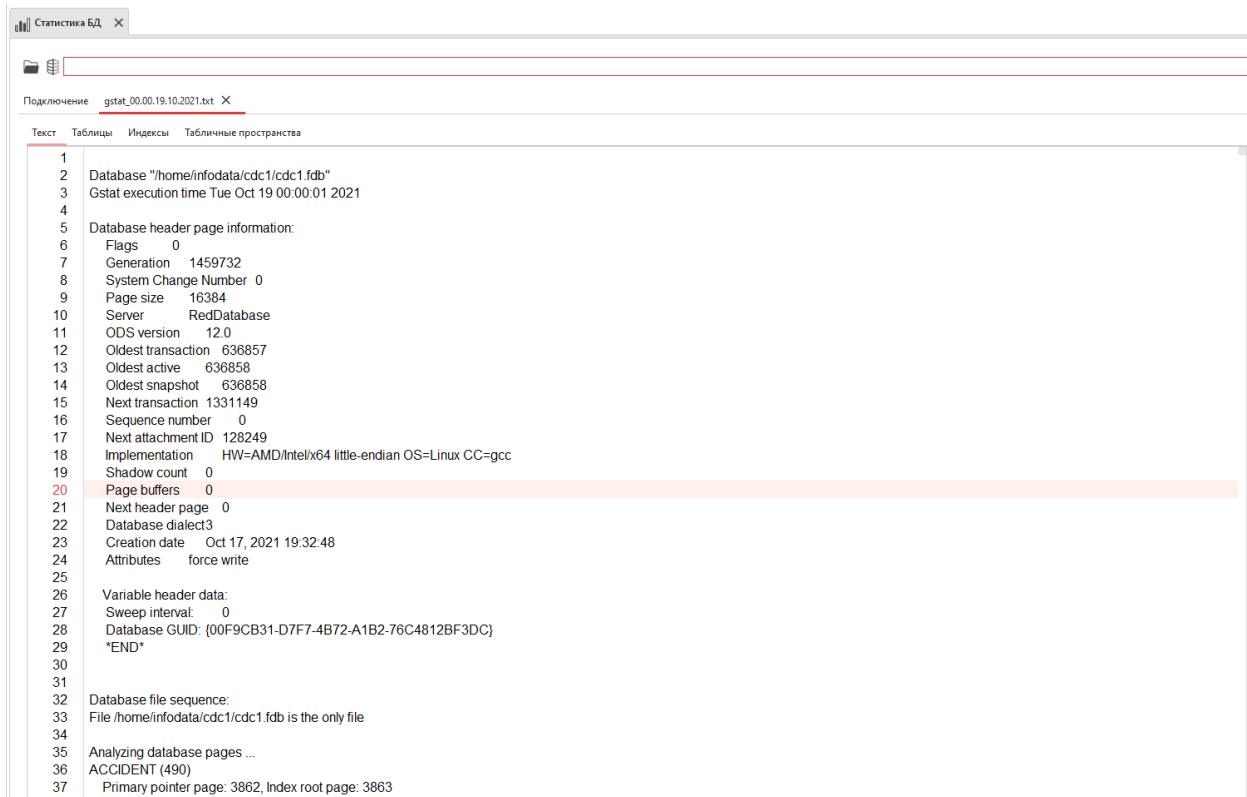 Статистика БД
Подключение gstat_00.00.19.10.2021.txt
Текст Таблицы Индексы Табличные пространства
1
2 Database "/home/infodata/cdc1/cdc1.fdb"
3 Gstat execution time Tue Oct 19 00:00:01 2021
4
5 Database header page information:
6 Flags 0
7 Generation 1459732
8 System Change Number 0
9 Page size 16384
10 Server RedDatabase
11 ODS version 12.0
12 Oldest transaction 636857
13 Oldest active 636858
14 Oldest snapshot 636858
15 Next transaction 1331149
16 Sequence number 0
17 Next attachment ID 128249
18 Implementation HW=AMD/Intel/x64 little-endian OS=Linux CC=gcc
19 Shadow count 0
20 Page buffers 0
21 Next header page 0
22 Database dialect3
23 Creation date Oct 17, 2021 19:32:48
24 Attributes force write
25
26 Variable header data:
27 Sweep interval: 0
28 Database GUID: {00F9CB31-D7F7-4B72-A1B2-76C4812BF3DC}
29 *END*
30
31
32 Database file sequence:
33 File /home/infodata/cdc1/cdc1.fdb is the only file
34
35 Analyzing database pages ...
36 ACCIDENT (490)
37 Primary pointer page: 3862, Index root page: 3863